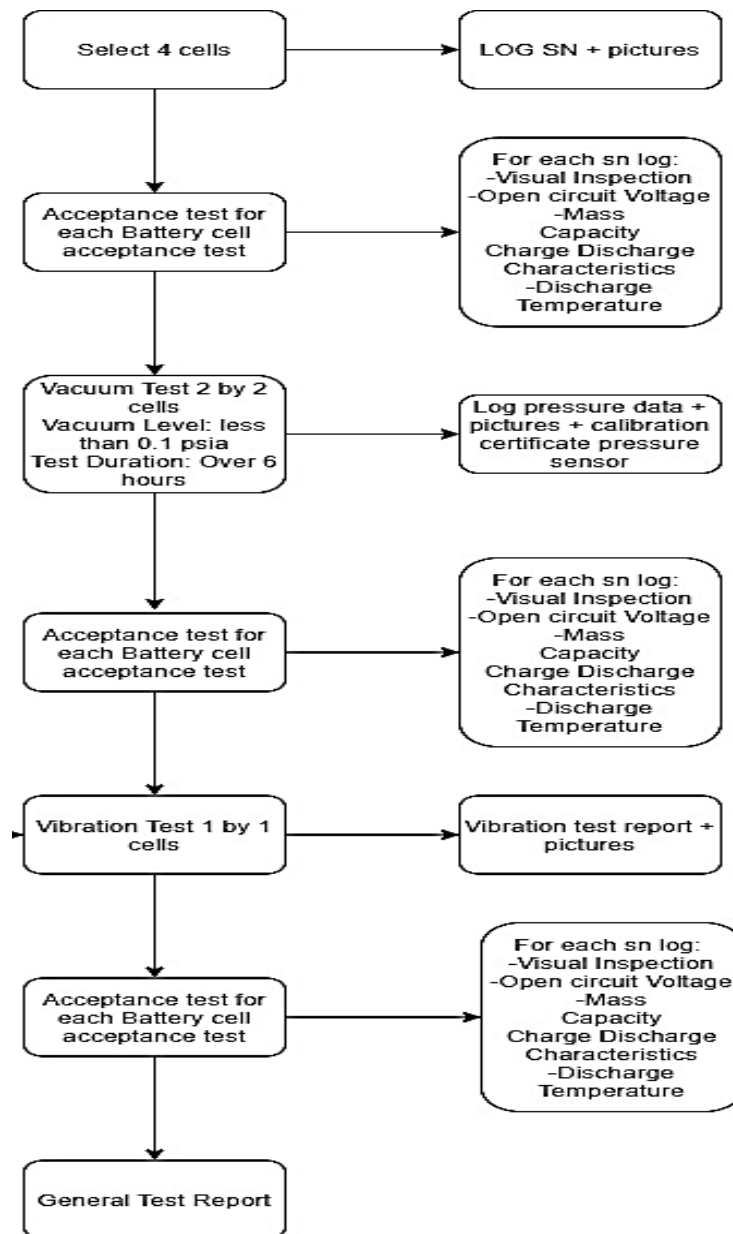 Select 4 cells
LOG SN + pictures
Acceptance test for
each Battery cell
acceptance test
For each sn log:
-Visual Inspection
-Open circuit Voltage
-Mass
Capacity
Charge Discharge
Characteristics
-Discharge
Temperature
Vacuum Test 2 by 2
cells
Vacuum Level: less
than 0.1 psia
Test Duration: Over 6
hours
Log pressure data +
pictures + calibration
certificate pressure
sensor
Acceptance test for
each Battery cell
acceptance test
For each sn log:
-Visual Inspection
-Open circuit Voltage
-Mass
Capacity
Charge Discharge
Characteristics
-Discharge
Temperature
Vibration Test 1 by 1
cells
Vibration test report +
pictures
Acceptance test for
each Battery cell
acceptance test
For each sn log:
-Visual Inspection
-Open circuit Voltage
-Mass
Capacity
Charge Discharge
Characteristics
-Discharge
Temperature
General Test Report